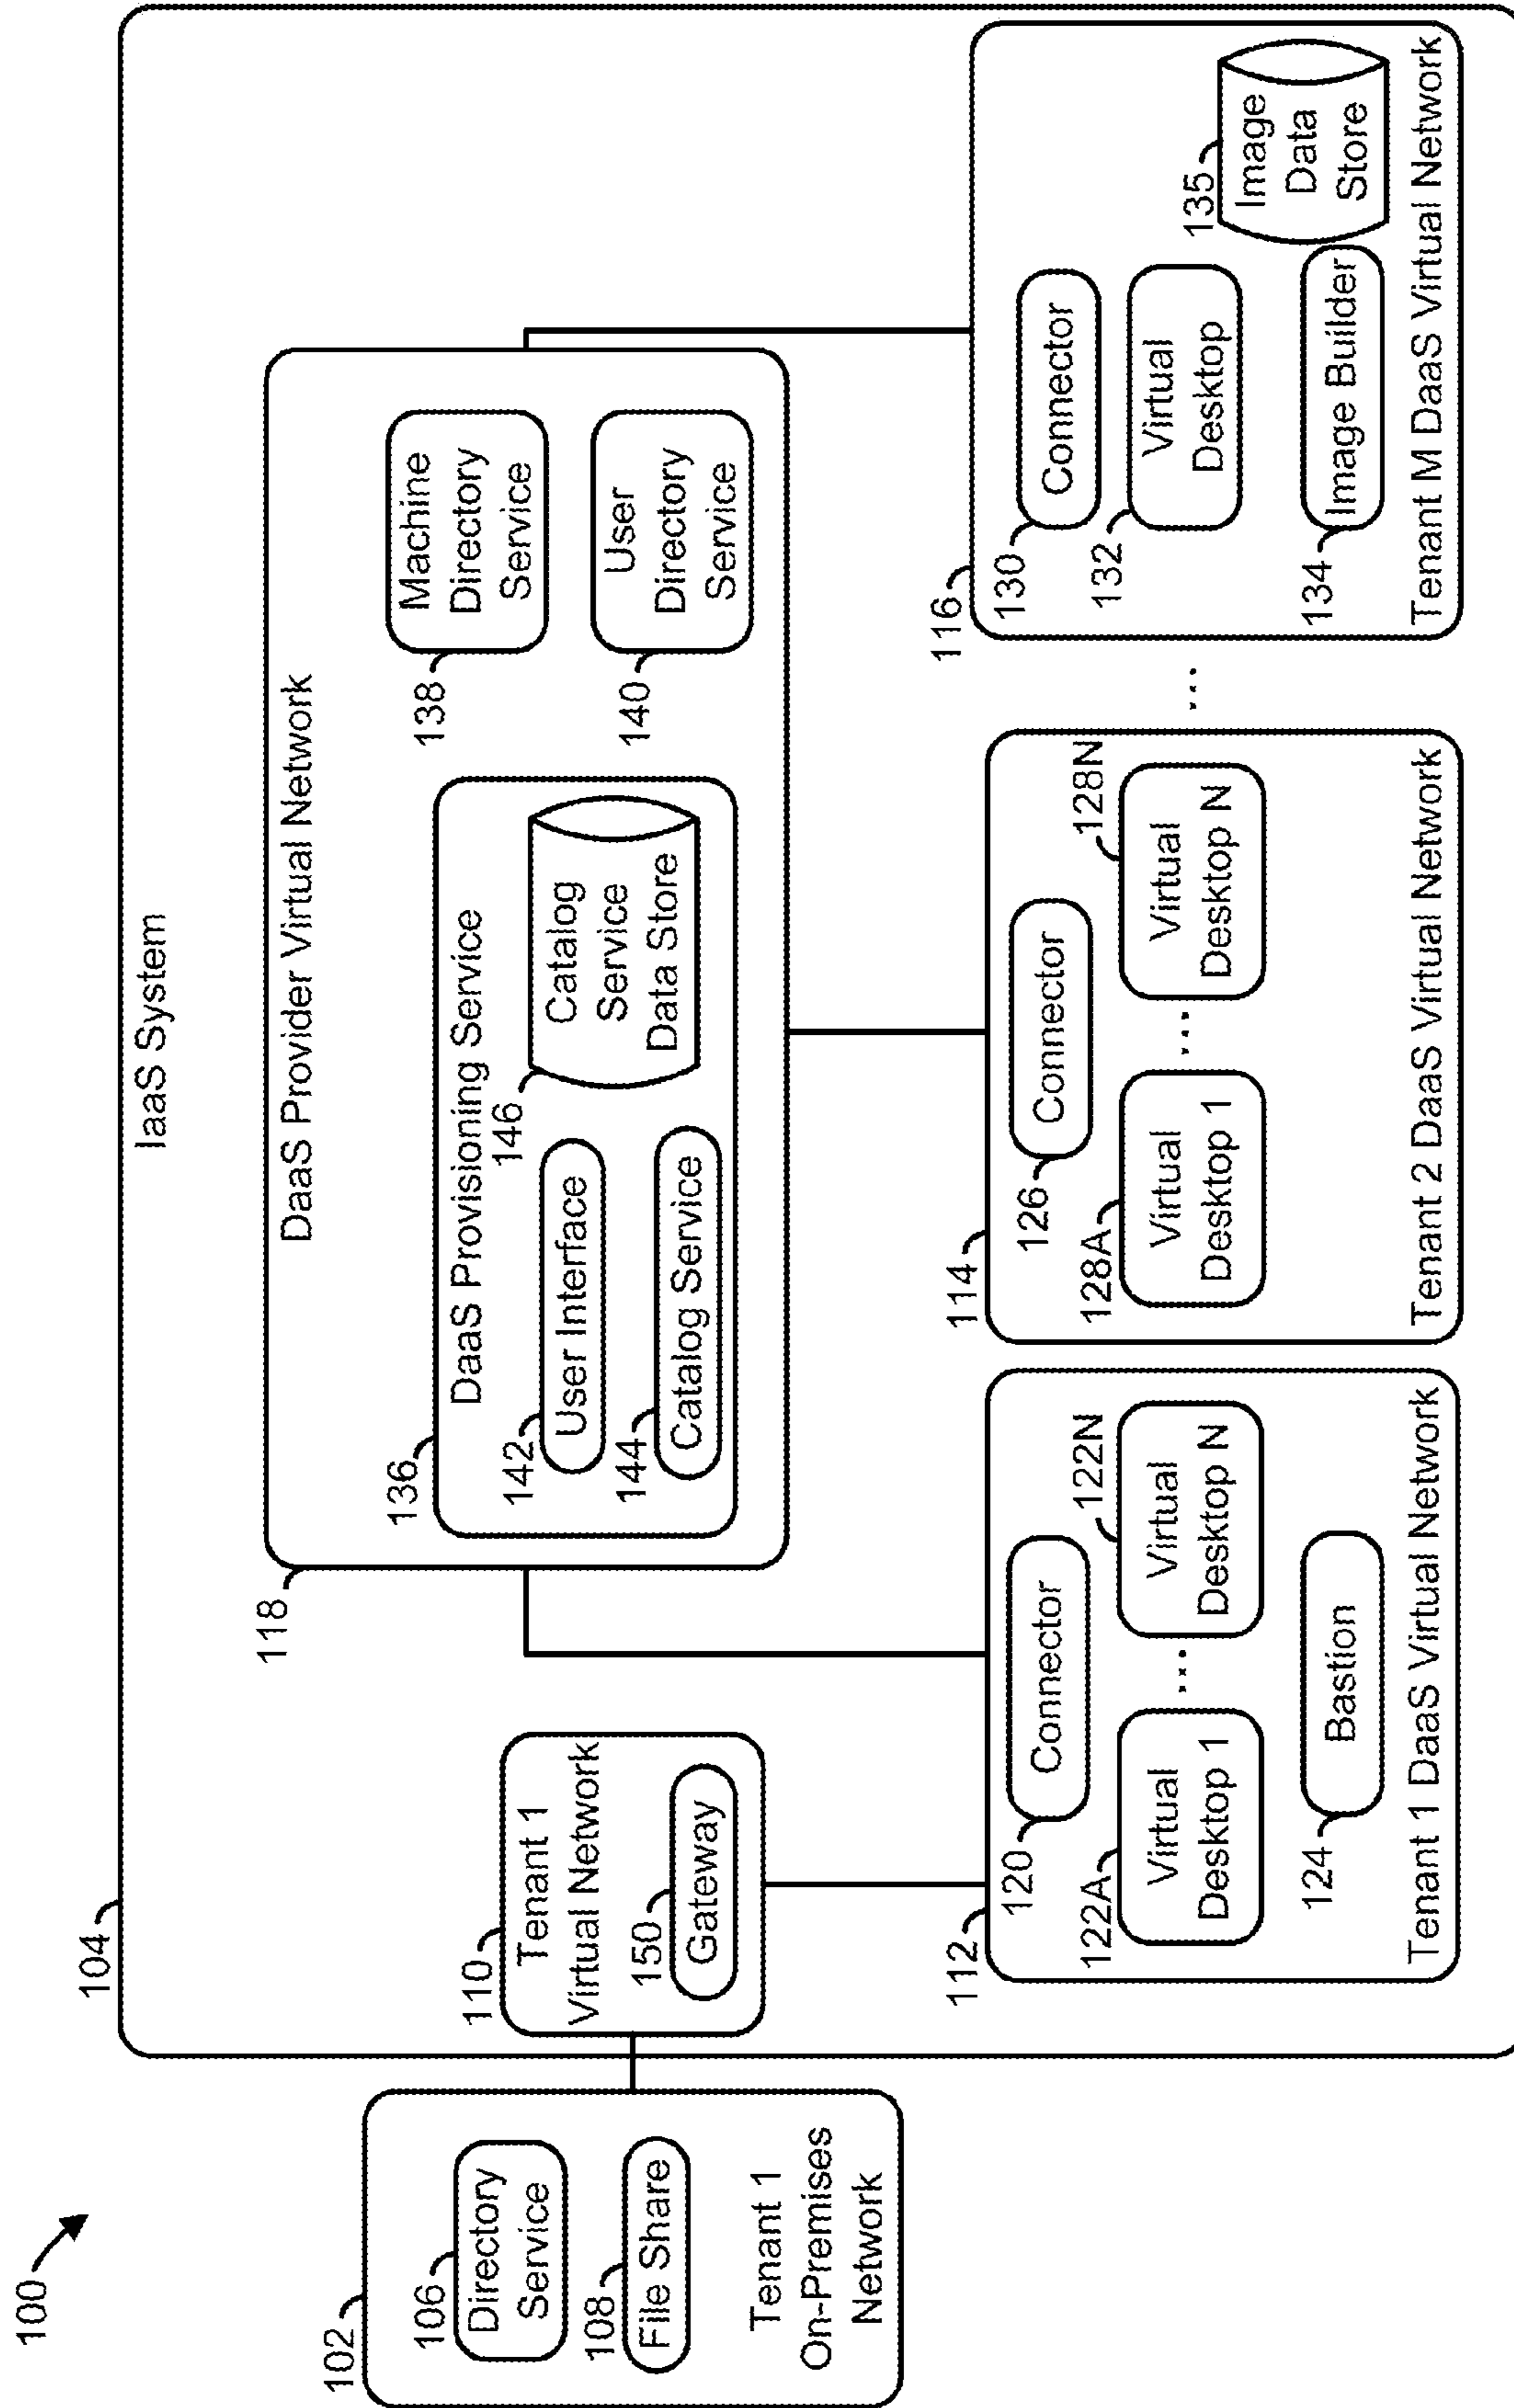 100
104
IaaS System
102
106
Directory
Service
108
File Share
Tenant 1
On-Premises
Network
110
Tenant 1
Virtual Network
150
Gateway
118
DaaS Provider Virtual Network
136
DaaS Provisioning Service
142
User Interface
144
Catalog Service
146
Catalog
Service
Data Store
138
Machine
Directory
Service
140
User
Directory
Service
112
120
Connector
122A
Virtual
Desktop 1
...
122N
Virtual
Desktop N
124
Bastion
Tenant 1 DaaS Virtual Network
114
126
Connector
128A
Virtual
Desktop 1
...
128N
Virtual
Desktop N
Tenant 2 DaaS Virtual Network
...
116
130
Connector
132
Virtual
Desktop
134
Image Builder
135
Image
Data
Store
Tenant M DaaS Virtual Network